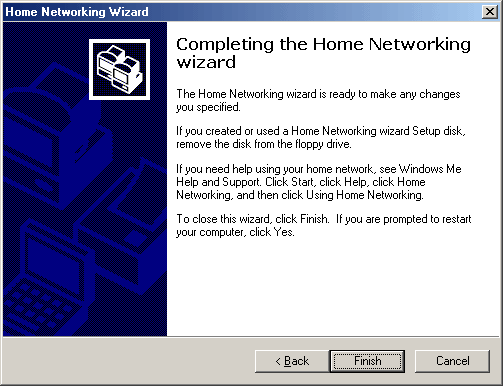 Home Networking Wizard
Completing the Home Networking
wizard
The Home Networking wizard is ready to make any changes
you specified.
If you created or used a Home Networking wizard Setup disk,
remove the disk from the floppy drive.
If you need help using your home network, see Windows Me
Help and Support. Click Start, click Help, click Home
Networking, and then click Using Home Networking.
To close this wizard, click Finish.  If you are prompted to restart
your computer, click Yes.
< Back
Finish
Cancel